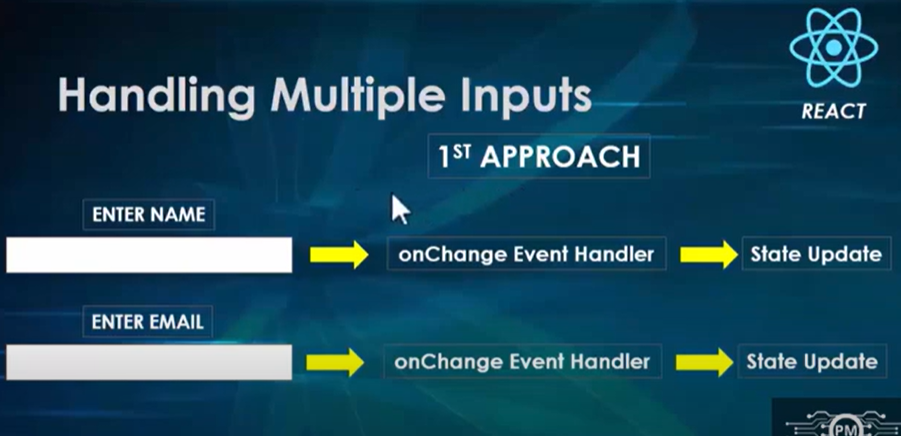 Handling Multiple Inputs
REACT
1ST APPROACH
ENTER NAME
onChange Event Handler
State Update
ENTER EMAIL
onChange Event Handler
State Update
PM